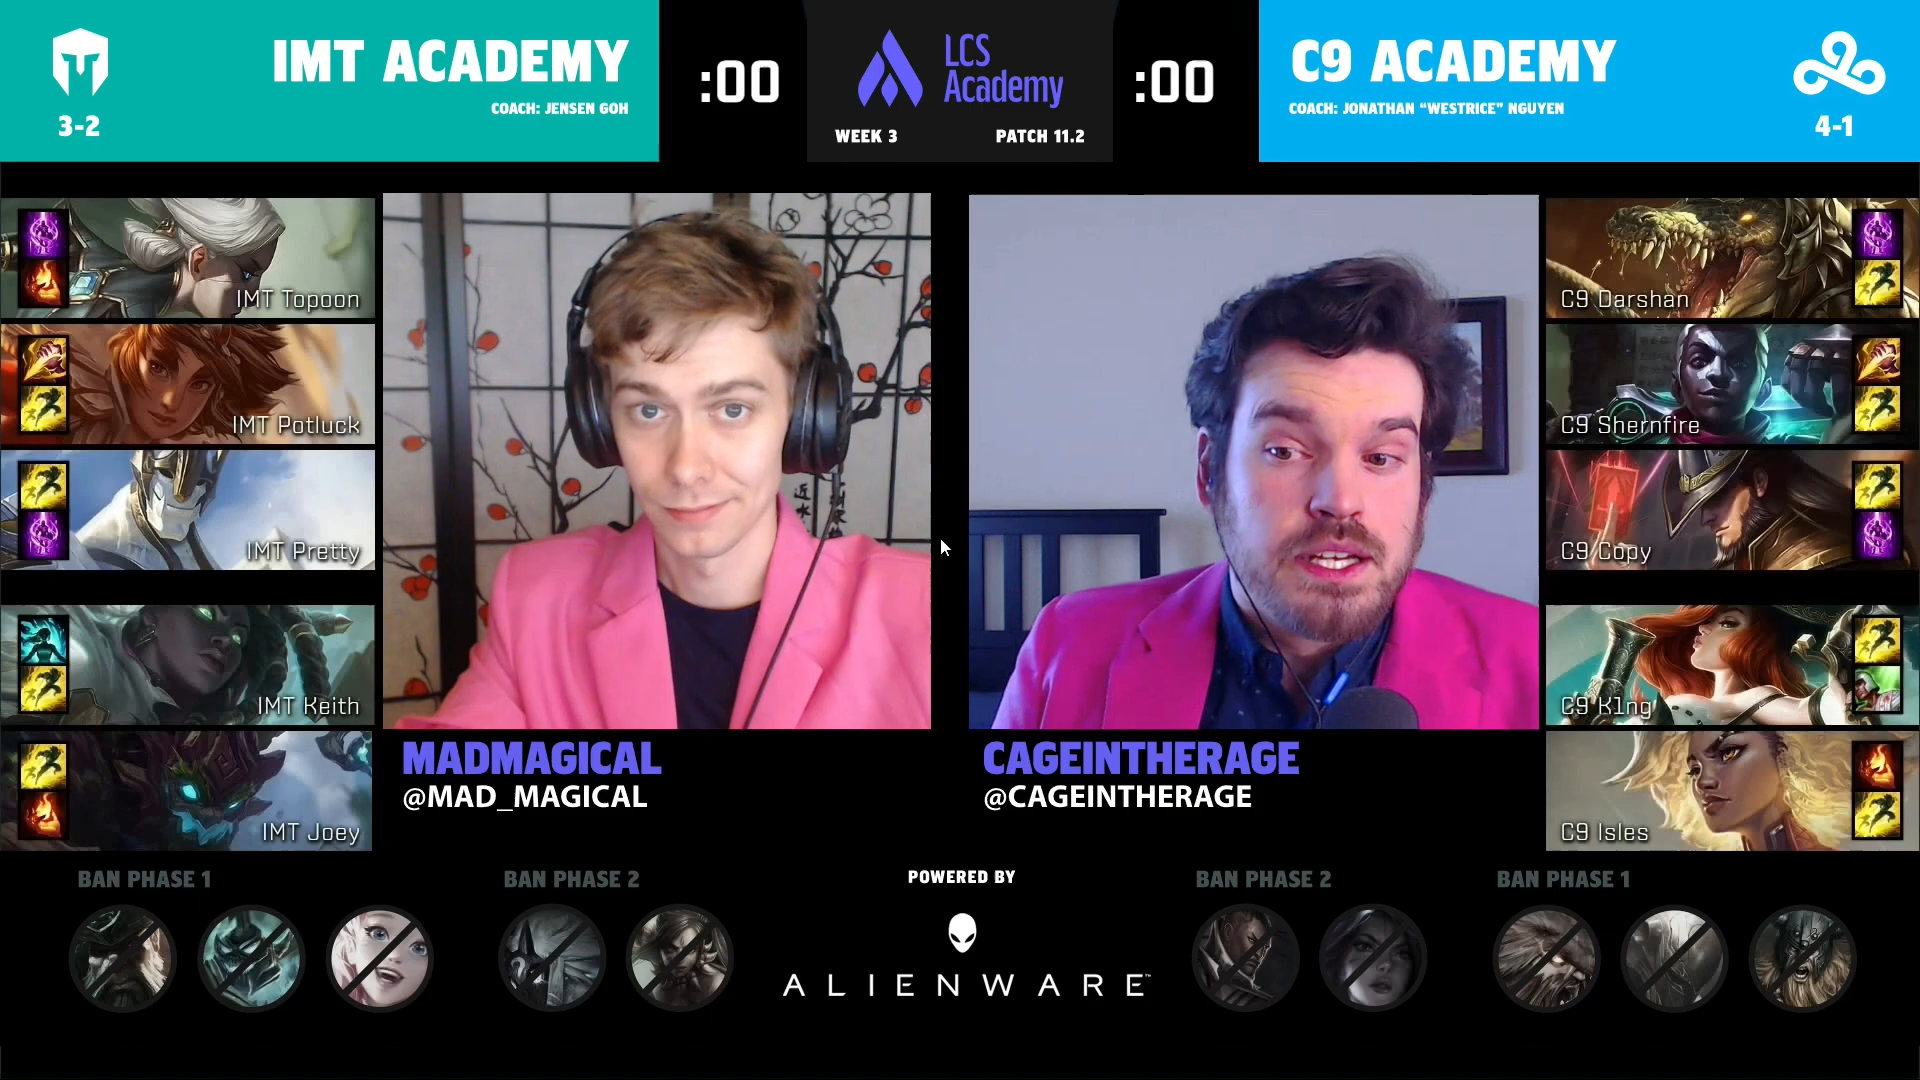 IMT ACADEMY
COACH: JENSEN GOH
3-2
:00
LCS
Academy
WEEK 3
PATCH 11.2
:00
C9 ACADEMY
COACH: JONATHAN “WESTRICE” NGUYEN
4-1
IMT Topoon
IMT Potluck
IMT Pretty
IMT Keith
IMT Joey
C9 Darshan
C9 Shernfire
C9 Copy
C9 K1ng
C9 Isles
MADMAGICAL
@MAD_MAGICAL
CAGEINTHERAGE
@CAGEINTHERAGE
BAN PHASE 1
BAN PHASE 2
POWERED BY
ALIENWARE
BAN PHASE 2
BAN PHASE 1